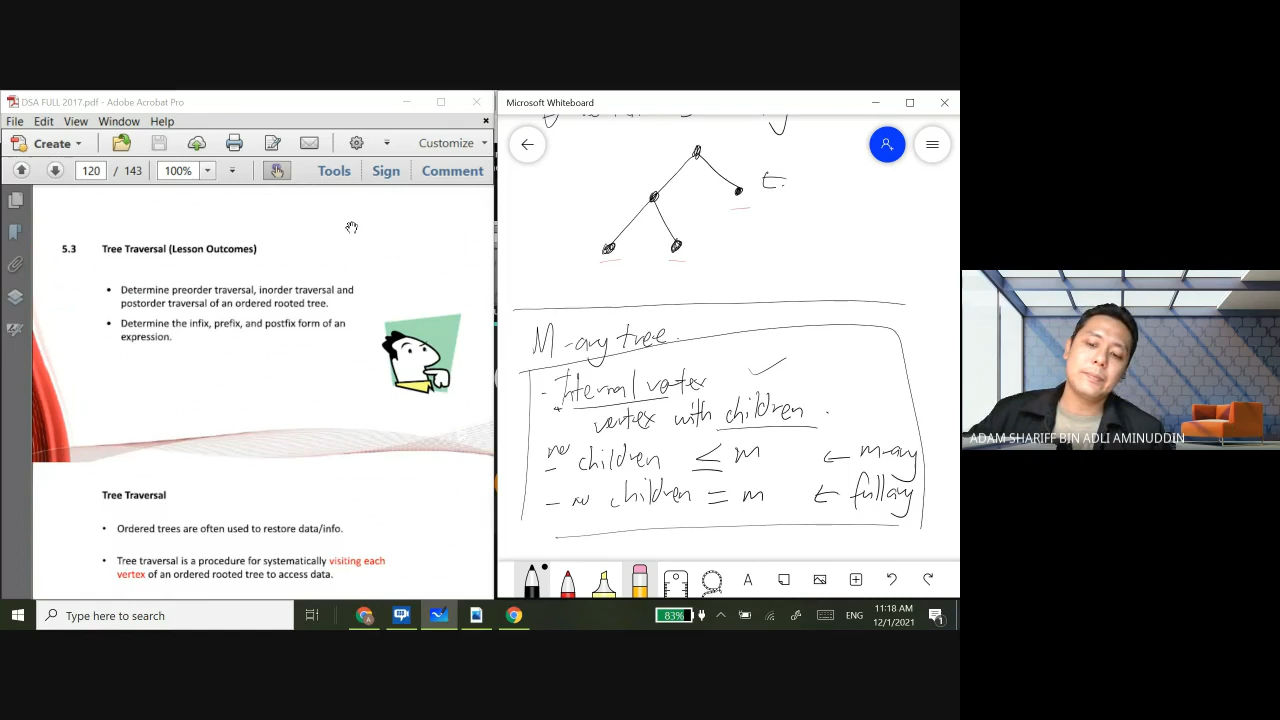 DSA FULL 2017.pdf - Adobe Acrobat Pro
File Edit View Window Help
Create
Customize
120 / 143
100%
Tools Sign Comment
5.3 Tree Traversal (Lesson Outcomes)
• Determine preorder traversal, inorder traversal and
postorder traversal of an ordered rooted tree.
• Determine the infix, prefix, and postfix form of an
expression.
Tree Traversal
• Ordered trees are often used to restore data/info.
• Tree traversal is a procedure for systematically visiting each
vertex of an ordered rooted tree to access data.
Microsoft Whiteboard
t.
M-ary tree.
- Internal vertex
vertex with children.
no children ≤ m ← m-ary
- no children = m ← full
ADAM SHARIFF BIN ADLI AMINUDDIN
Type here to search
83%
ENG
11:18 AM
12/1/2021
1